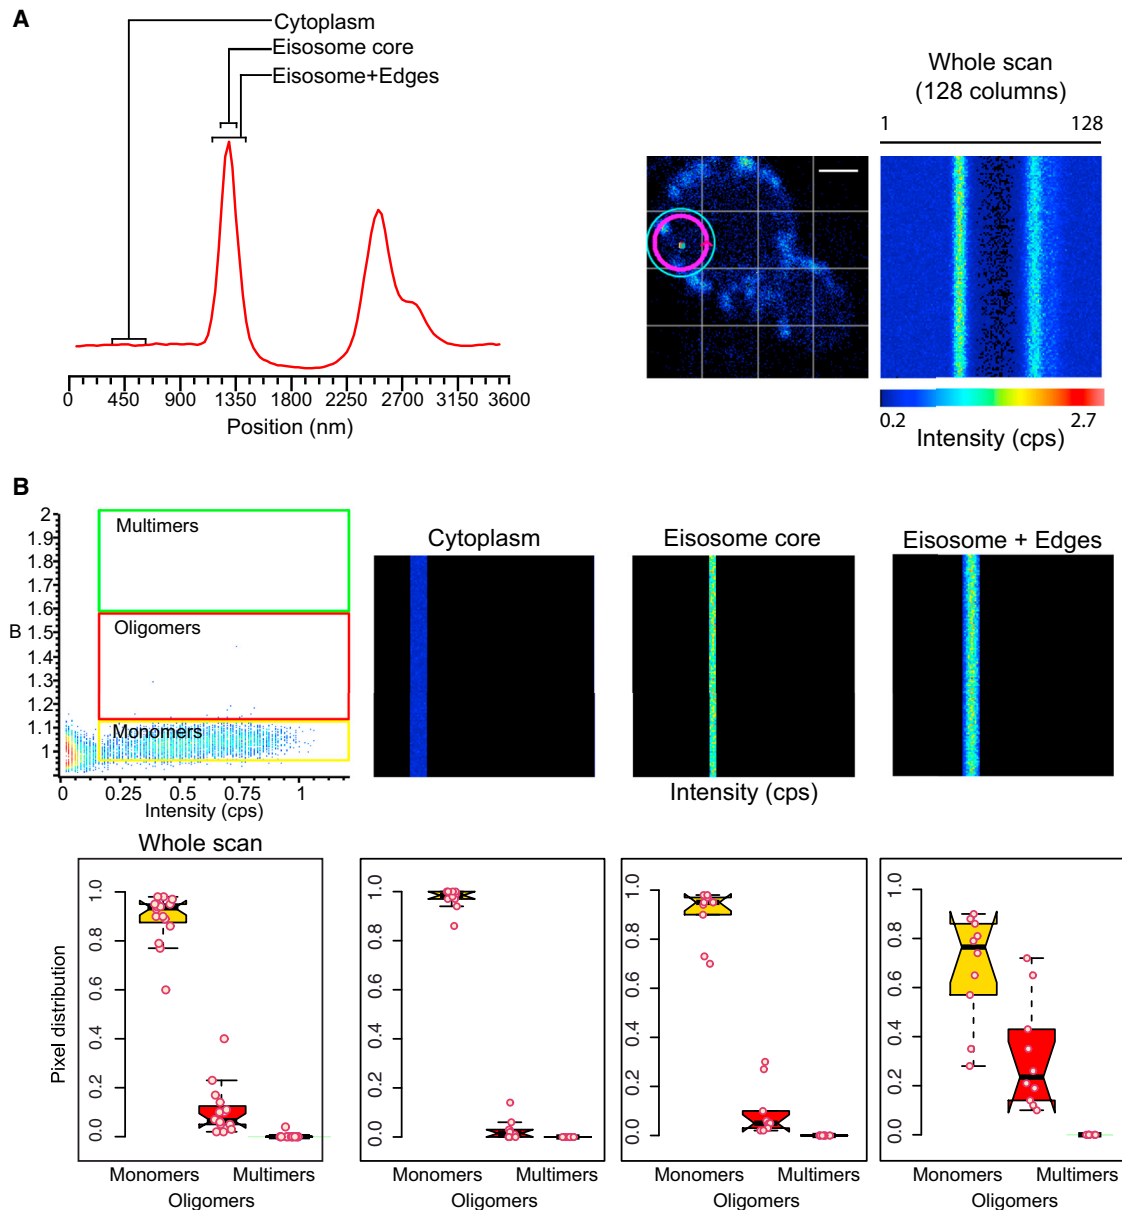 A
Cytoplasm
Eisosome core
Eisosome+Edges
0 450 900 1350 1800 2250 2700 3150 3600
Position (nm)
Whole scan
(128 columns)
1 128
0.2 2.7
Intensity (cps)
B
2
1.9
1.8
1.7
1.6
1.5
1.4
1.3
1.2
1.1
1
B
Multimers
Oligomers
Monomers
0 0.25 0.5 0.75 1
Intensity (cps)
Cytoplasm
Eisosome core
Eisosome + Edges
Intensity (cps)
Whole scan
Pixel distribution
1.0
0.8
0.6
0.4
0.2
0.0
Monomers Multimers
Oligomers
1.0
0.8
0.6
0.4
0.2
0.0
Monomers Multimers
Oligomers
1.0
0.8
0.6
0.4
0.2
0.0
Monomers Multimers
Oligomers
1.0
0.8
0.6
0.4
0.2
0.0
Monomers Multimers
Oligomers